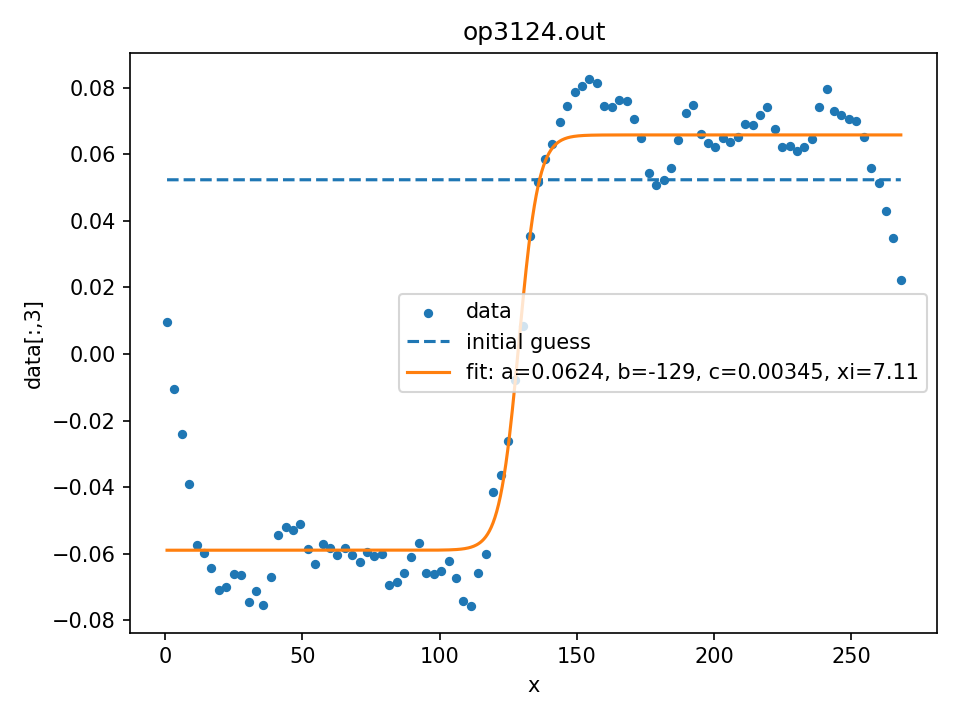 op3124.out
0.08
0.06
0.04
0.02
0.00
−0.02
−0.04
−0.06
−0.08
data[:,3]
data
initial guess
fit: a=0.0624, b=-129, c=0.00345, xi=7.11
0 50 100 150 200 250
x